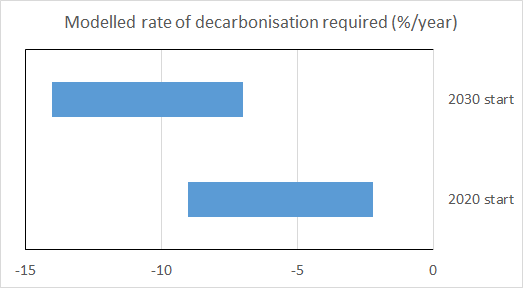 Modelled rate of decarbonisation required (%/year)
2030 start
2020 start
-15 -10 -5 0